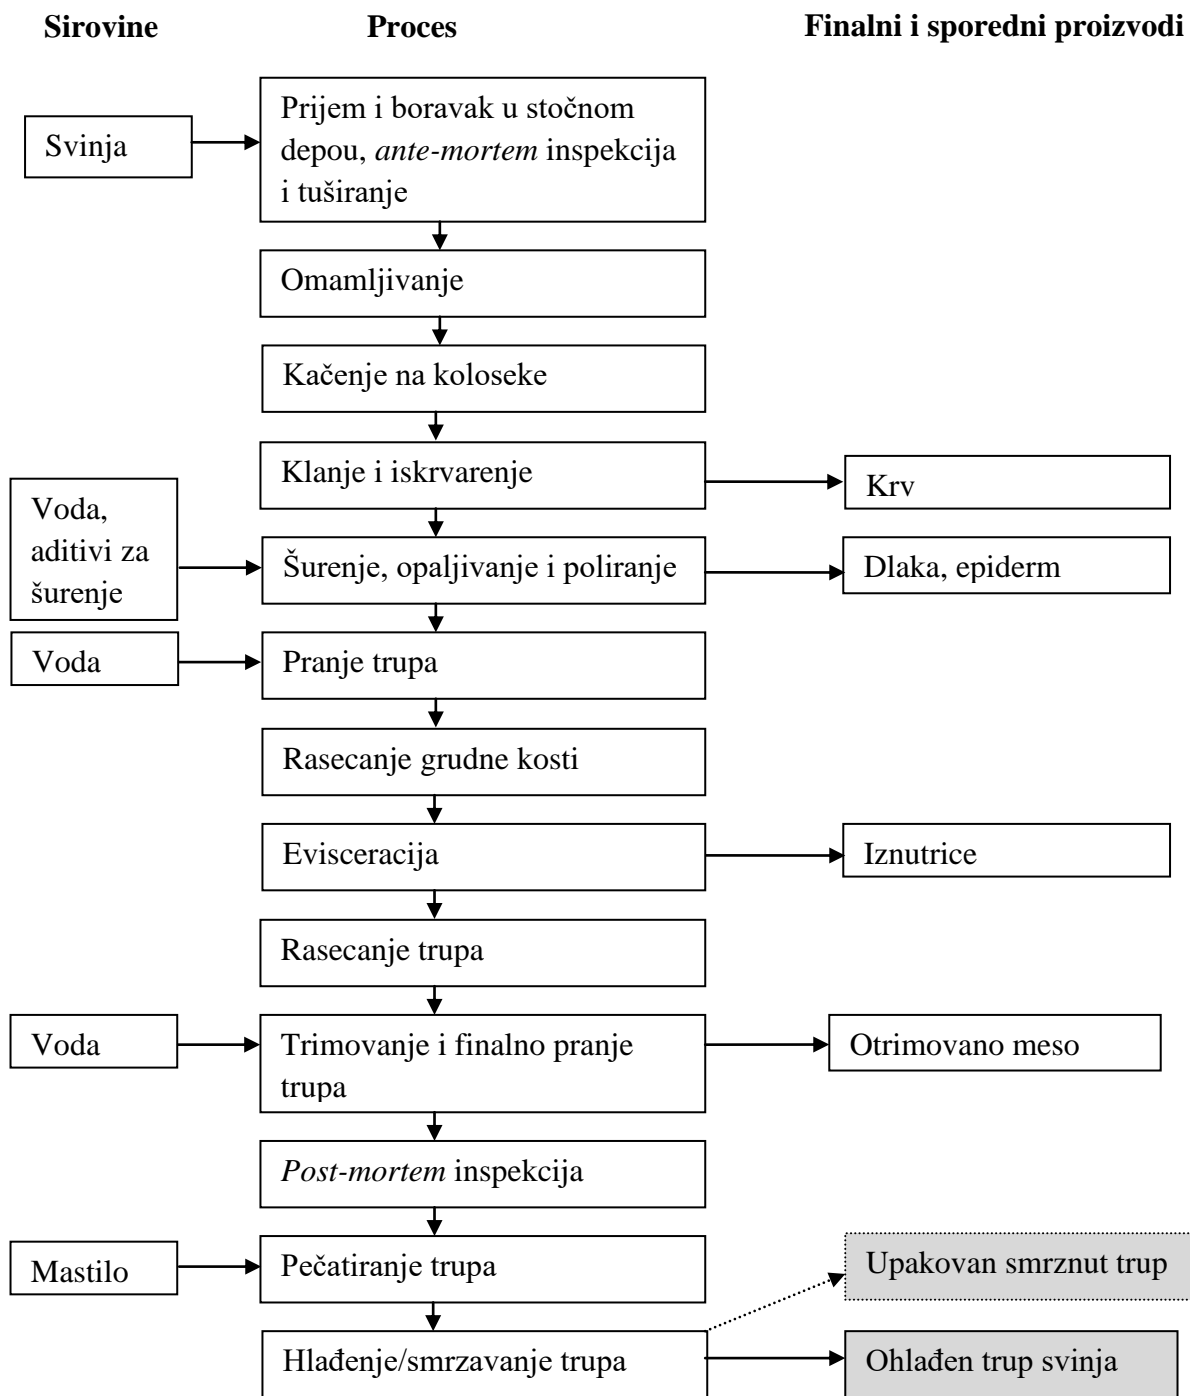 Sirovine
Proces
Finalni i sporedni proizvodi
Svinja
Prijem i boravak u stočnom
depou, ante-mortem inspekcija
i tuširanje
Omamljivanje
Kačenje na koloseke
Klanje i iskrvarenje
Krv
Voda,
aditivi za
šurenje
Šurenje, opaljivanje i poliranje
Dlaka, epiderm
Voda
Pranje trupa
Rasecanje grudne kosti
Evisceracija
Iznutrice
Rasecanje trupa
Voda
Trimovanje i finalno pranje
trupa
Otrimovano meso
Post-mortem inspekcija
Mastilo
Pečatiranje trupa
Upakovan smrznut trup
Hlađenje/smrzavanje trupa
Ohlađen trup svinja